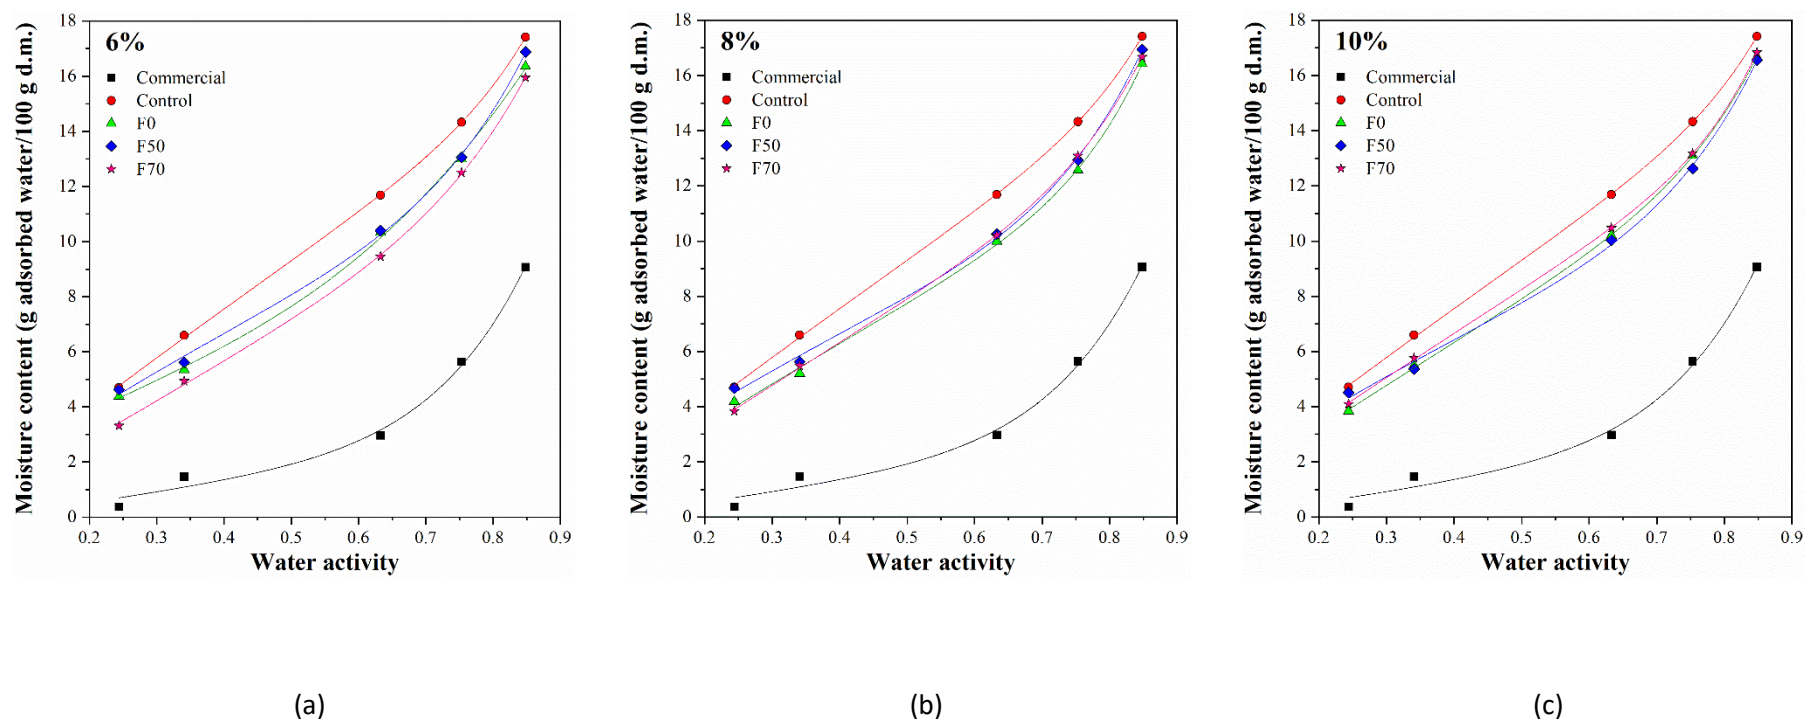 Moisture content (g adsorbed water/100 g d.m.)
18
16
14
12
10
8
6
4
2
0
6%
Commercial
Control
F0
F50
F70
0.2 0.3 0.4 0.5 0.6 0.7 0.8 0.9
Water activity
(a)
Moisture content (g adsorbed water/100 g d.m.)
18
16
14
12
10
8
6
4
2
0
8%
Commercial
Control
F0
F50
F70
0.2 0.3 0.4 0.5 0.6 0.7 0.8 0.9
Water activity
(b)
Moisture content (g adsorbed water/100 g d.m.)
18
16
14
12
10
8
6
4
2
0
10%
Commercial
Control
F0
F50
F70
0.2 0.3 0.4 0.5 0.6 0.7 0.8 0.9
Water activity
(c)